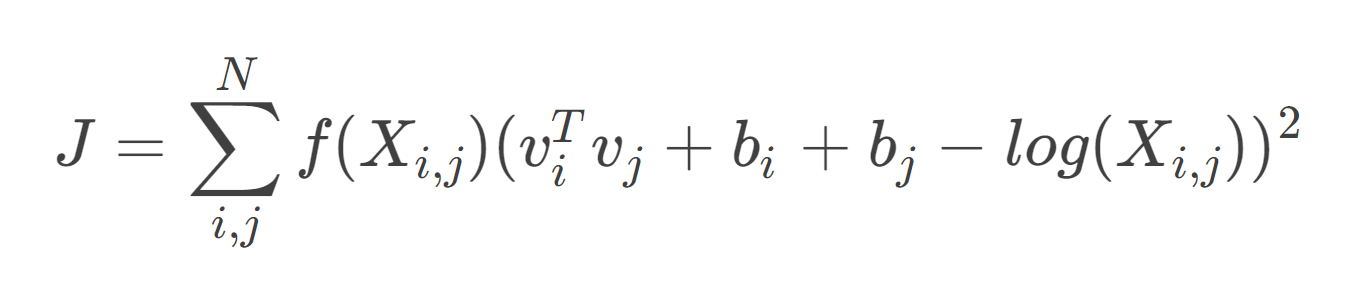 J = \sum_{i,j}^{N} f(X_{i,j})(v_i^T v_j + b_i + b_j - log(X_{i,j}))^2